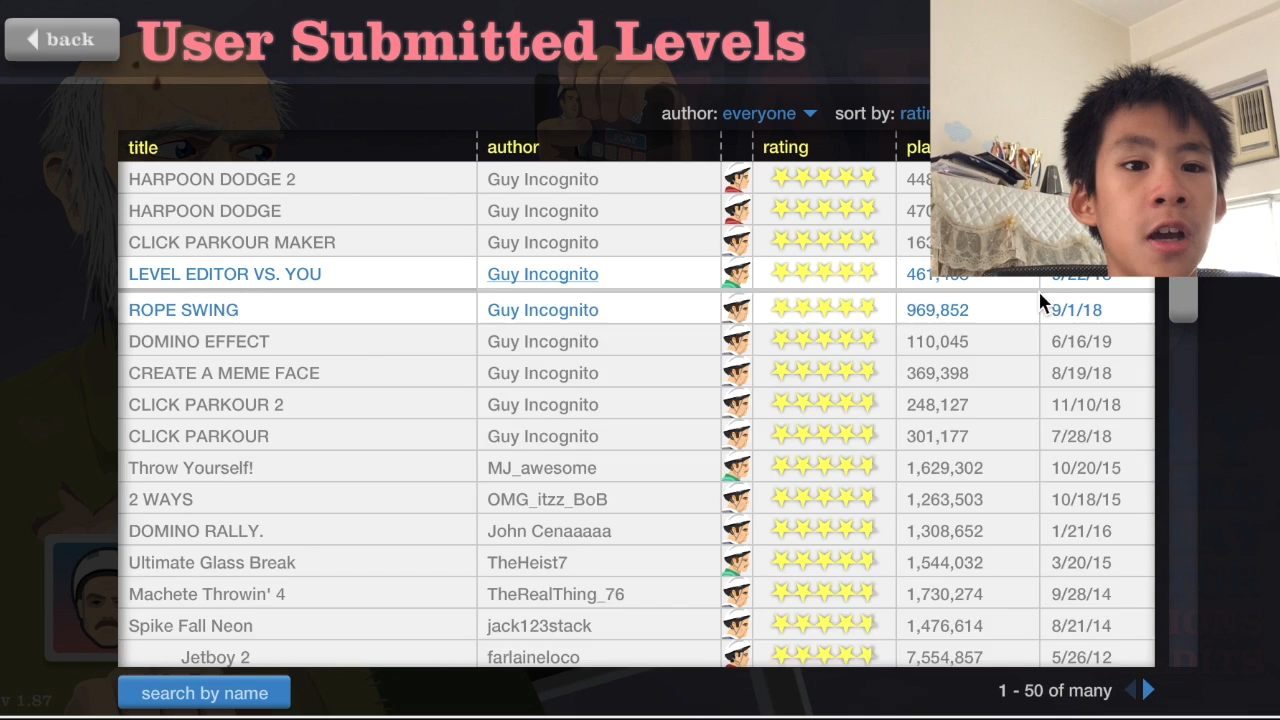 back
User Submitted Levels
author: everyone sort by:
title author rating
HARPOON DODGE 2 Guy Incognito 448
HARPOON DODGE Guy Incognito 470
CLICK PARKOUR MAKER Guy Incognito 163
LEVEL EDITOR VS. YOU Guy Incognito
ROPE SWING Guy Incognito 969,852 9/1/18
DOMINO EFFECT Guy Incognito 110,045 6/16/19
CREATE A MEME FACE Guy Incognito 369,398 8/19/18
CLICK PARKOUR 2 Guy Incognito 248,127 11/10/18
CLICK PARKOUR Guy Incognito 301,177 7/28/18
Throw Yourself! MJ_awesome 1,629,302 10/20/15
2 WAYS OMG_itzz_BoB 1,263,503 10/18/15
DOMINO RALLY. John Cenaaaaa 1,308,652 1/21/16
Ultimate Glass Break TheHeist7 1,544,032 3/20/15
Machete Throwin' 4 TheRealThing_76 1,730,274 9/28/14
Spike Fall Neon jack123stack 1,476,614 8/21/14
Jetboy 2 farlaineloco 7,554,857 5/26/12
v 1.87
search by name
1 - 50 of many